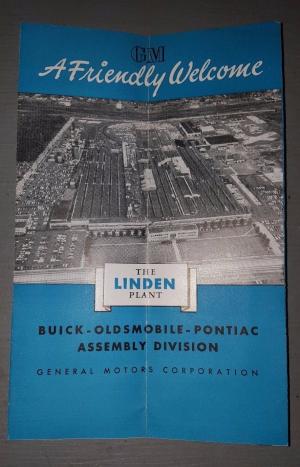 GM
A Friendly Welcome
THE
LINDEN
PLANT
BUICK-OLDSMOBILE-PONTIAC
ASSEMBLY DIVISION
GENERAL MOTORS CORPORATION